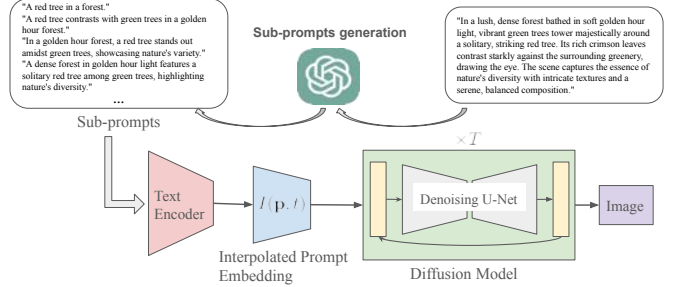 "A red tree in a forest."
"A red tree contrasts with green trees in a golden
hour forest."
"In a golden hour forest, a red tree stands out
amidst green trees, showcasing nature's variety."
"A dense forest in golden hour light features a
solitary red tree among green trees, highlighting
nature's diversity."
...
Sub-prompts
Sub-prompts generation
"In a lush, dense forest bathed in soft golden hour
light, vibrant green trees tower majestically around
a solitary, striking red tree. Its rich crimson leaves
contrast starkly against the surrounding greenery,
drawing the eye. The scene captures the essence of
nature's diversity with intricate textures and a
serene, balanced composition."
×T
Text
Encoder
I(p, t)
Interpolated Prompt
Embedding
Denoising U-Net
Diffusion Model
Image